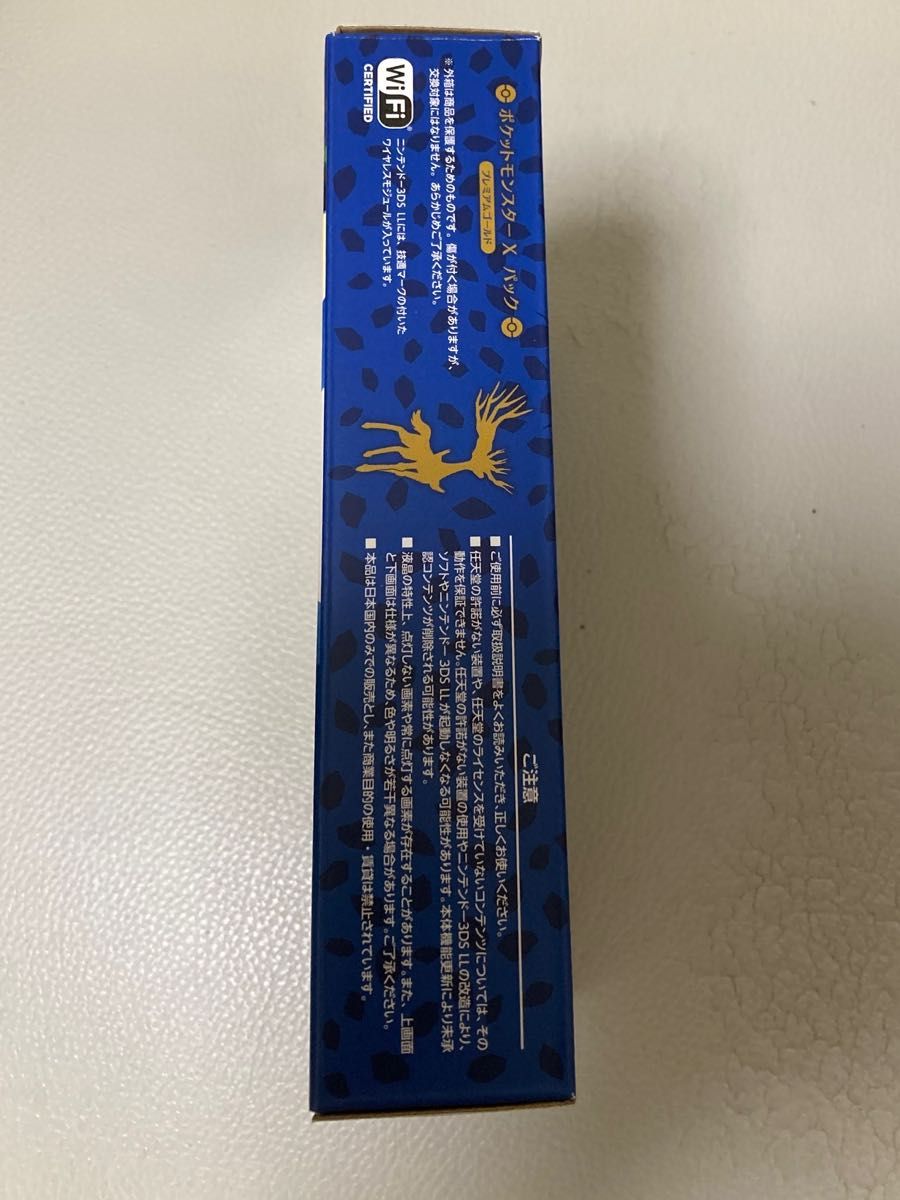 ポケットモンスター X パック
プレミアムゴールド
※外箱は商品を保護するためのものです。傷が付く場合がありますが、
交換対象にはなりません。あらかじめご了承ください。
Wi Fi
CERTIFIED
®
ニンテンドー3DS LLには、技適マークの付いた
ワイヤレスモジュールが入っています。
ご注意
■ ご使用前に必ず取扱説明書をよくお読みいただき、正しくお使いください。
■ 任天堂の許諾がない装置や、任天堂のライセンスを受けていないコンテンツについては、その
動作を保証できません。任天堂の許諾がない装置の使用やニンテンドー3DS LLの改造により、
ソフトやニンテンドー3DS LLが起動しなくなる可能性があります。本体機能更新により未承
認コンテンツが削除される可能性があります。
■ 液晶の特性上、点灯しない画素や常に点灯する画素が存在することがあります。また、上画面
と下画面は仕様が異なるため、色や明るさが若干異なる場合があります。ご了承ください。
■ 本品は日本国内のみでの販売とし、また商業目的の使用・賃貸は禁止されています。